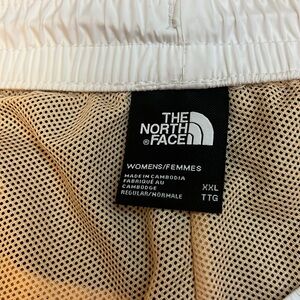 THE
NORTH
®FACE
WOMENS/FEMMES
MADE IN CAMBODIA
FABRIQUÉ AU
CAMBODGE XXL
REGULAR/NORMALE TTG